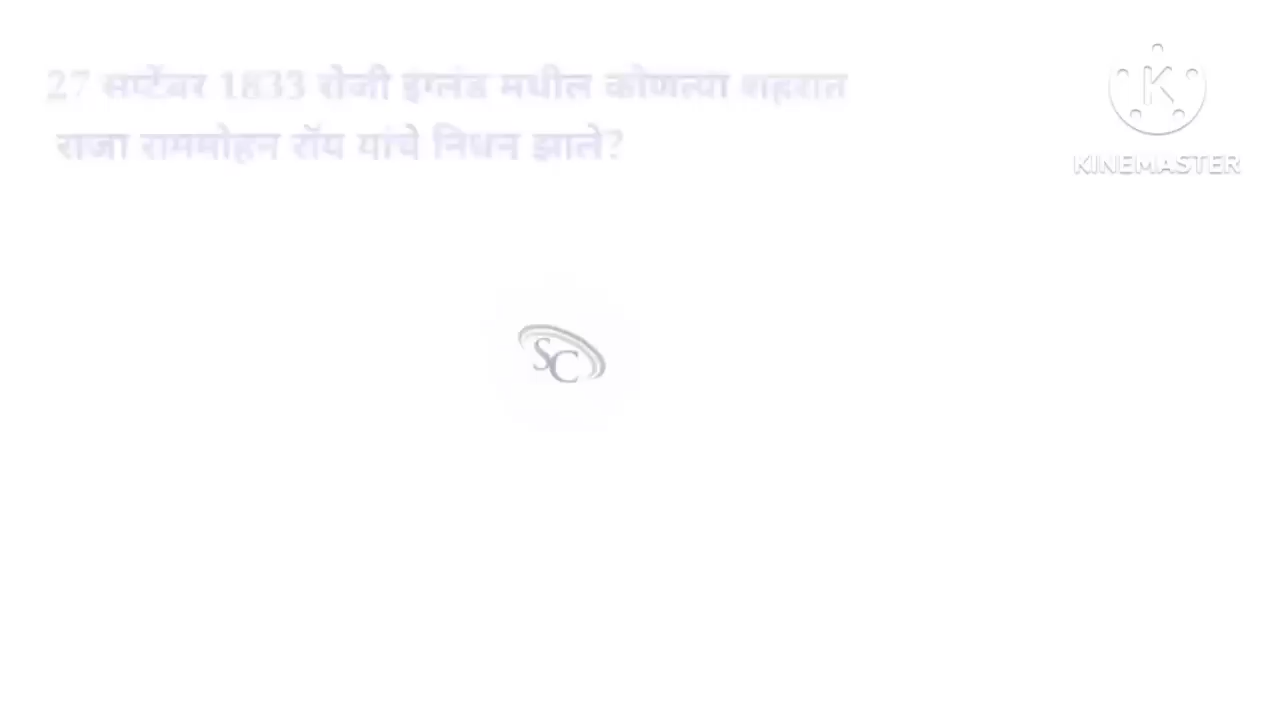 27 सप्टेंबर 1833 रोजी इंग्लंड मधील कोणत्या शहरात
राजा राममोहन रॉय यांचे निधन झाले?
K
KINEMASTER
SC